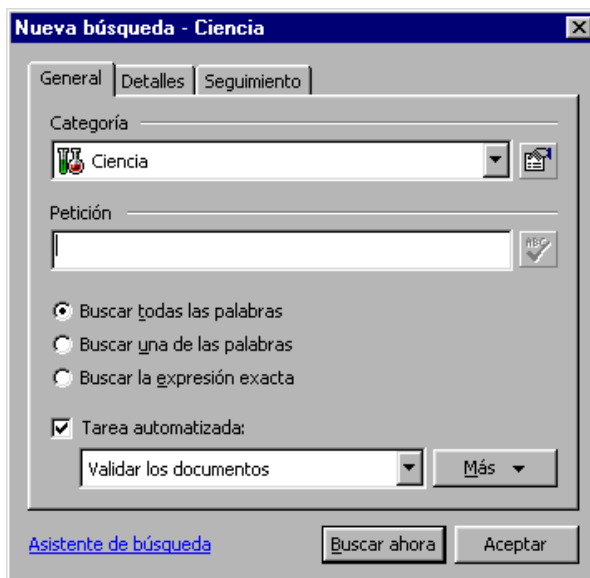 Nueva búsqueda - Ciencia
General Detalles Seguimiento
Categoría
Ciencia
Petición
ABC
Buscar todas las palabras
Buscar una de las palabras
Buscar la expresión exacta
Tarea automatizada:
Validar los documentos Más
Asistente de búsqueda Buscar ahora Aceptar